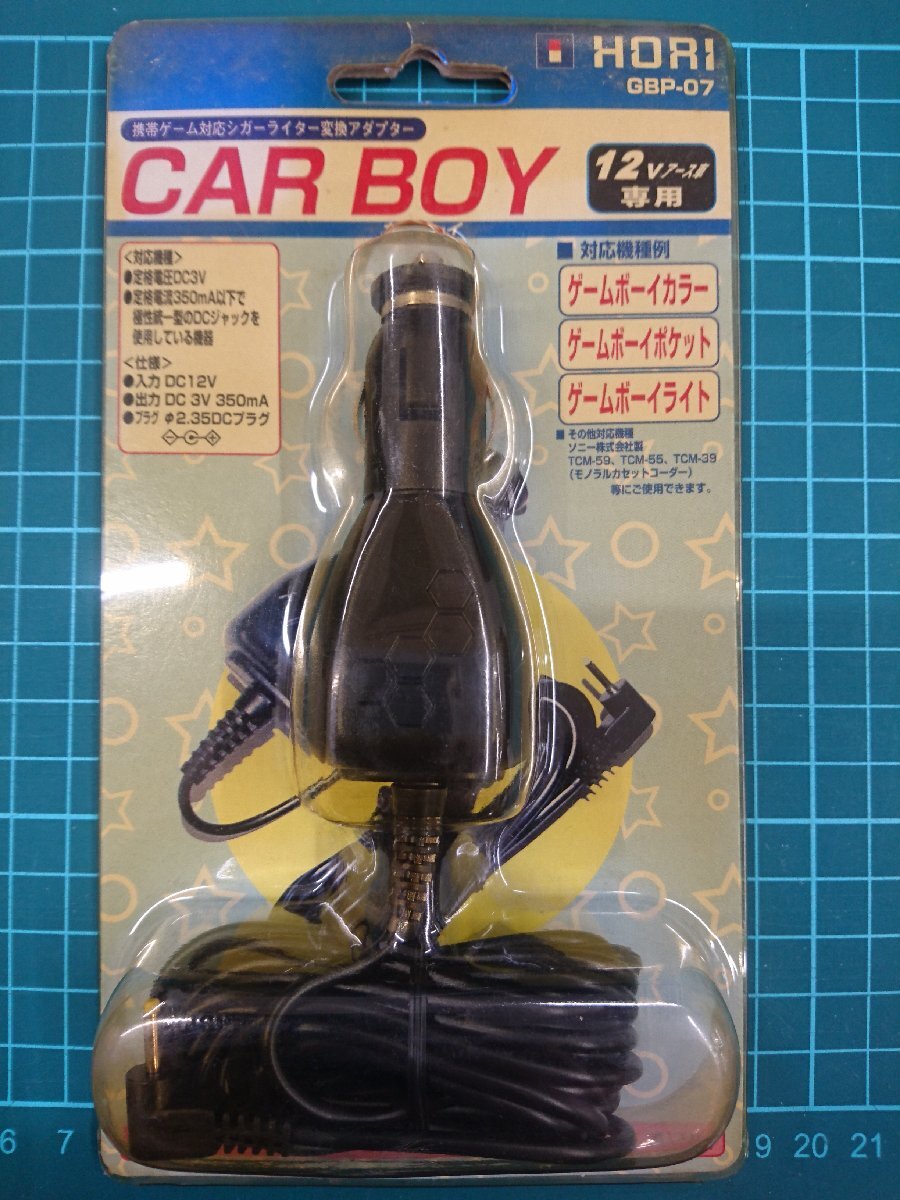 HORI
GBP-07
携帯ゲーム対応シガーライター変換アダプター
CAR BOY
12Vアース車
専用
<対応機種>
●定格電圧DC3V
●定格電流350mA以下で
極性統一型のDCジャックを
使用している機器
<仕様>
●入力 DC12V
●出力 DC 3V 350mA
●プラグ φ2.35DCプラグ
■ 対応機種例
ゲームボーイカラー
ゲームボーイポケット
ゲームボーイライト
■ その他対応機種
ソニー株式会社製
TCM-59、TCM-55、TCM-39
(モノラルカセットコーダー)
等にご使用できます。
6 7 19 20 21